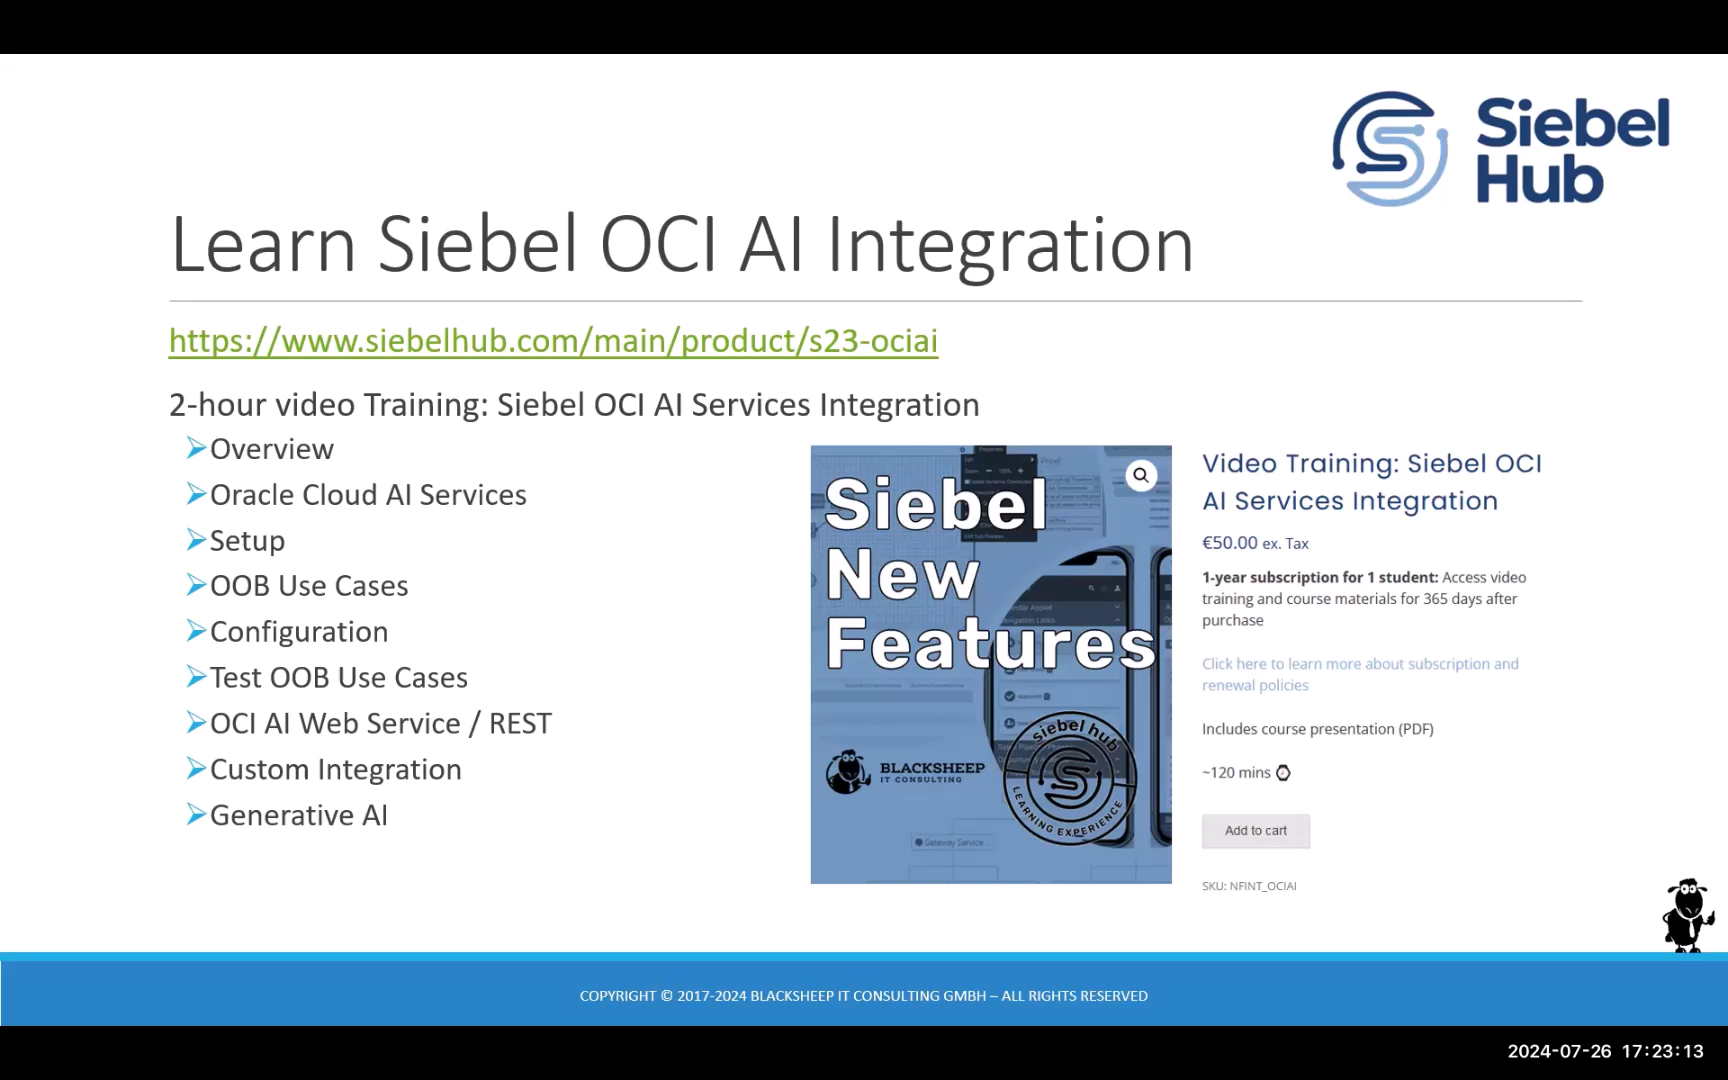 Siebel
Hub
Learn Siebel OCI AI Integration
https://www.siebelhub.com/main/product/s23-ociai
2-hour video Training: Siebel OCI AI Services Integration
Overview
Oracle Cloud AI Services
Setup
OOB Use Cases
Configuration
Test OOB Use Cases
OCI AI Web Service / REST
Custom Integration
Generative AI
Siebel
New
Features
BLACKSHEEP
IT CONSULTING
siebel hub
LEARNING EXPERIENCE
Gateway Service
Video Training: Siebel OCI
AI Services Integration
€50.00 ex. Tax
1-year subscription for 1 student: Access video
training and course materials for 365 days after
purchase
Click here to learn more about subscription and
renewal policies
Includes course presentation (PDF)
~120 mins
Add to cart
SKU: NFINT_OCIAI
COPYRIGHT © 2017-2024 BLACKSHEEP IT CONSULTING GMBH – ALL RIGHTS RESERVED
2024-07-26 17:23:13